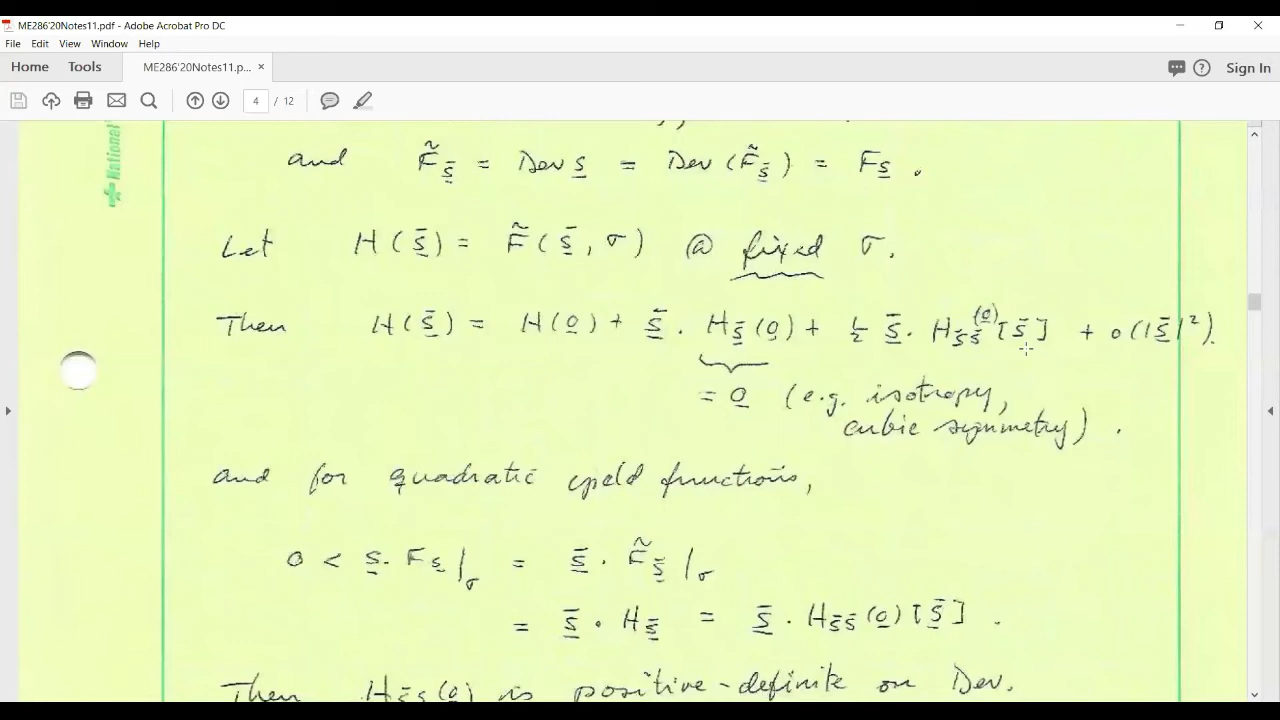 ME286'20Notes11.pdf - Adobe Acrobat Pro DC
File Edit View Window Help
Home Tools ME286'20Notes11.p... × Sign In
4 / 12
National
and F̃_S̄ = Dev S = Dev (F̃_S̄) = F_S .
Let H(S̄) = F̃(S̄, σ) @ fixed σ.
Then H(S̄) = H(0) + S̄ · H_S̄(0) + ½ S̄ · H_S̄S̄(0)[S̄] + o(|S̄|²).
= 0 (e.g. isotropy,
cubic symmetry) .
and for quadratic yield functions,
0 < S · F_S |_σ = S̄ · F̃_S̄ |_σ
= S̄ · H_S̄ = S̄ · H_S̄S̄(0)[S̄] .
Then H_S̄S̄(0) is positive-definite on Dev.